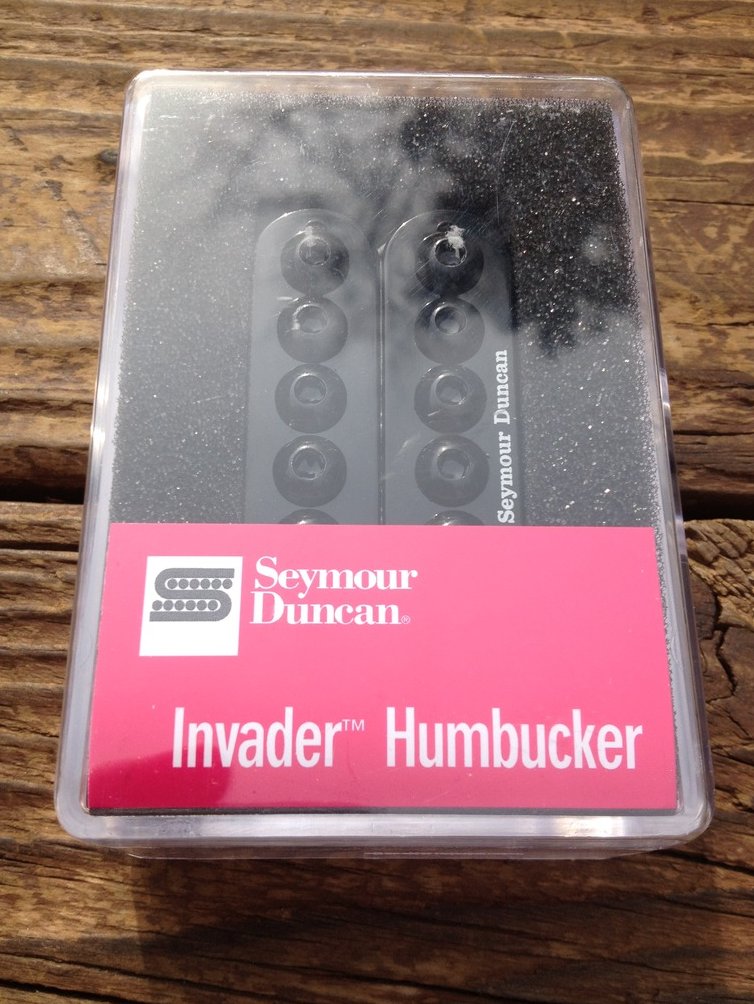 Seymour Duncan
Seymour
Duncan®
Invader™ Humbucker